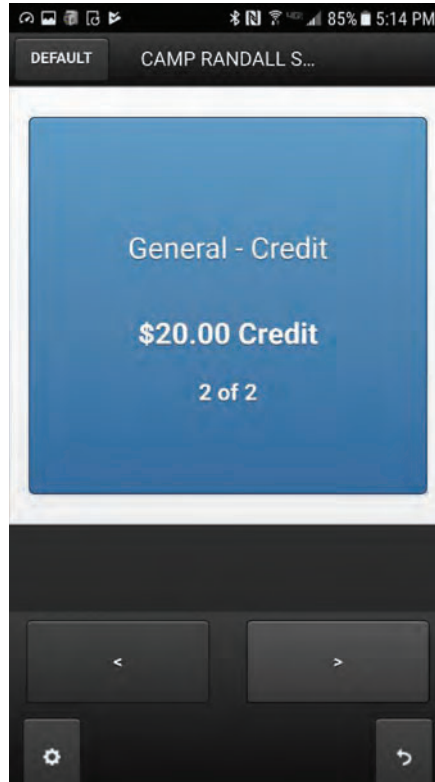 85% 5:14 PM
DEFAULT CAMP RANDALL S...
General - Credit
$20.00 Credit
2 of 2
< >